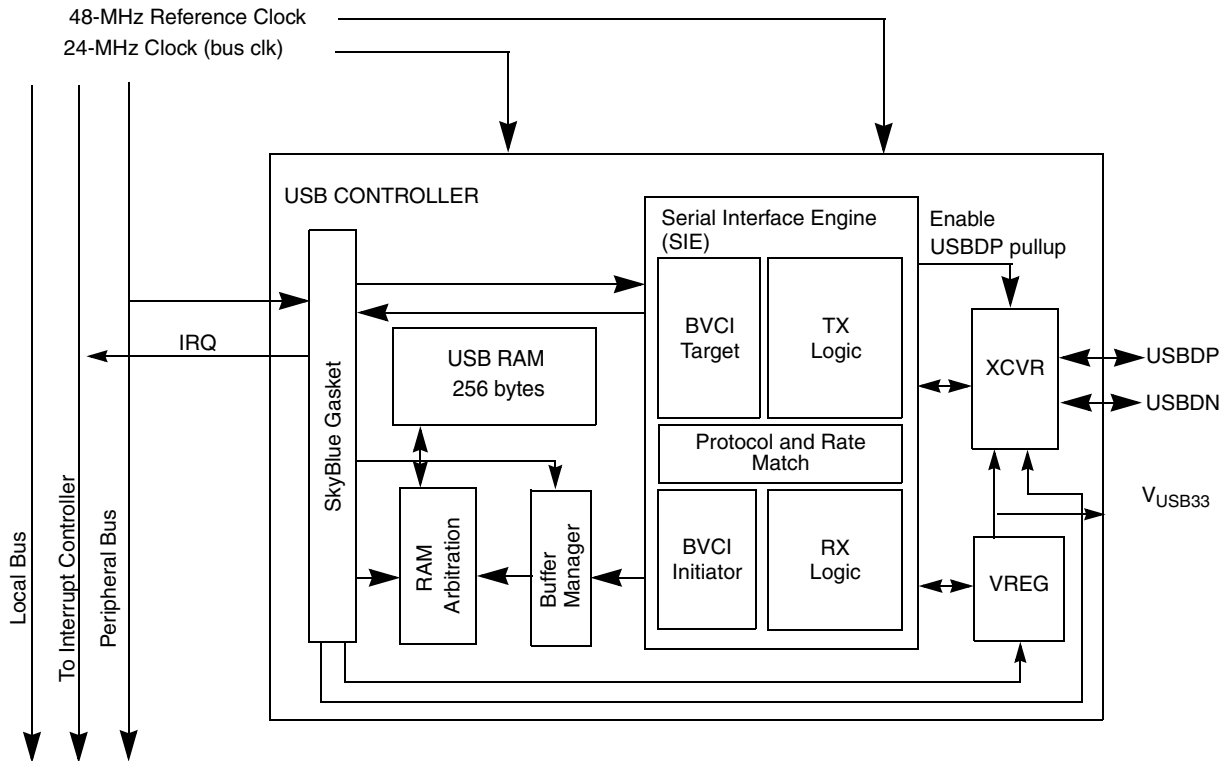 48-MHz Reference Clock
24-MHz Clock (bus clk)
USB CONTROLLER
Serial Interface Engine
(SIE)
Enable
USBDP pullup
SkyBlue Gasket
BVCI
Target
TX
Logic
IRQ
USB RAM
256 bytes
XCVR
USBDP
USBDN
Protocol and Rate
Match
VUSB33
RAM
Arbitration
Buffer
Manager
BVCI
Initiator
RX
Logic
VREG
Local Bus
To Interrupt Controller
Peripheral Bus